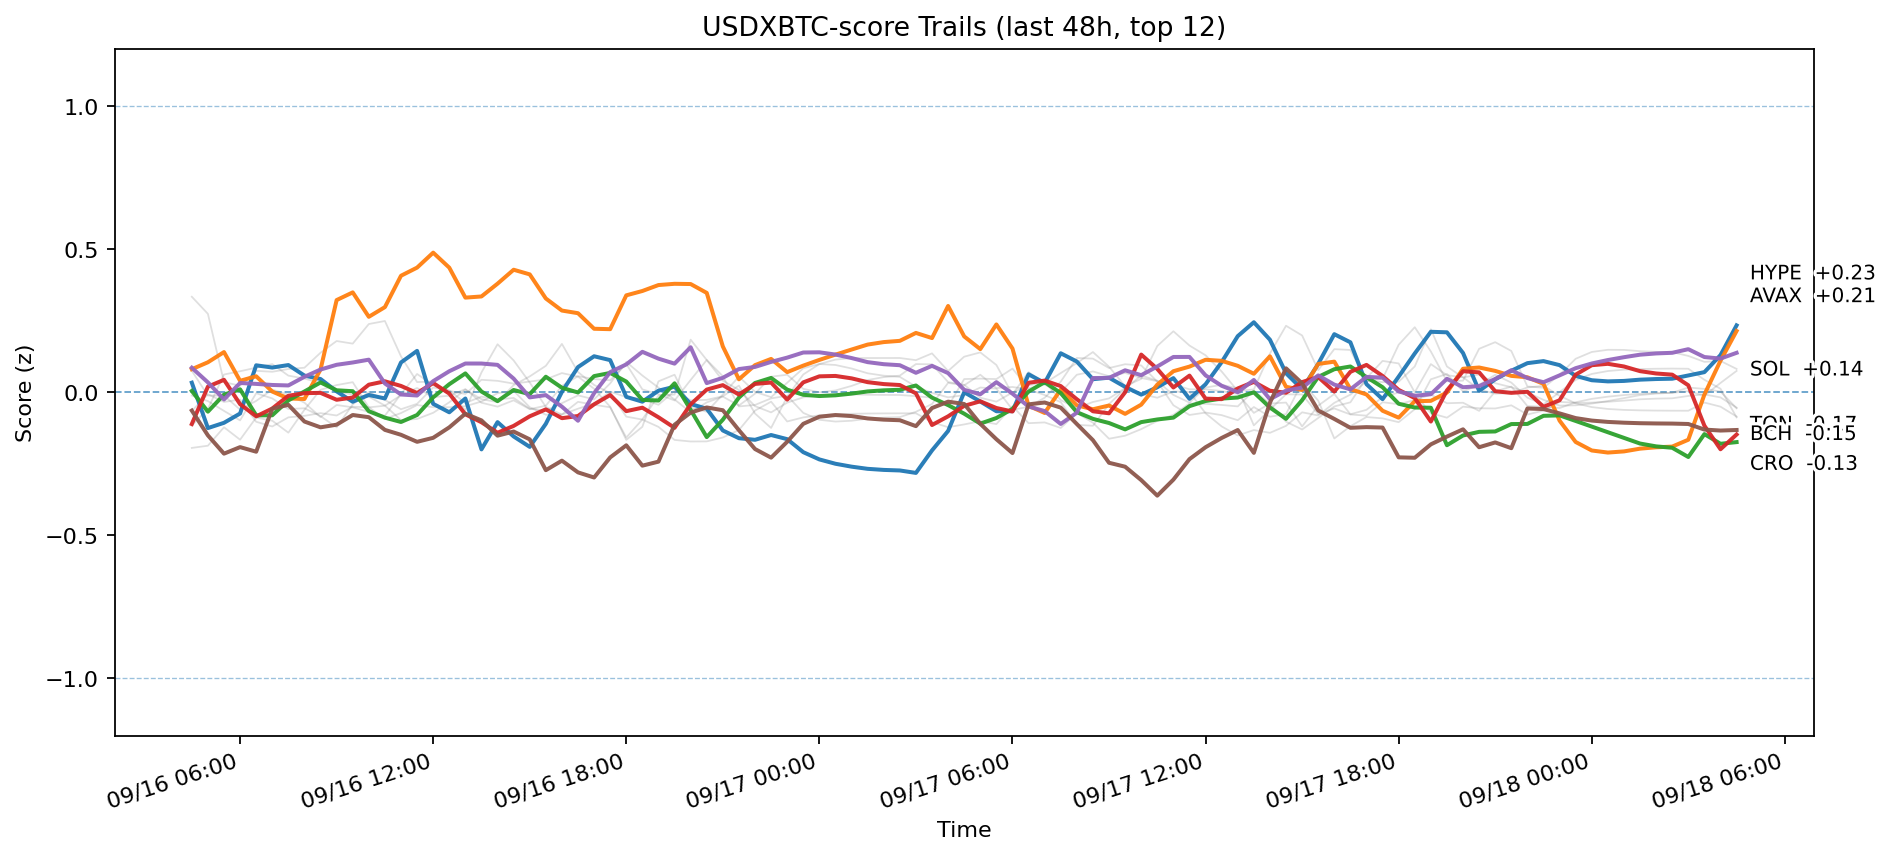 USDXBTC-score Trails (last 48h, top 12)
Score (z)
1.0
0.5
0.0
−0.5
−1.0
HYPE +0.23
AVAX +0.21
SOL +0.14
TON -0.17
BCH -0.15
CRO -0.13
09/16 06:00
09/16 12:00
09/16 18:00
09/17 00:00
09/17 06:00
09/17 12:00
09/17 18:00
09/18 00:00
09/18 06:00
Time